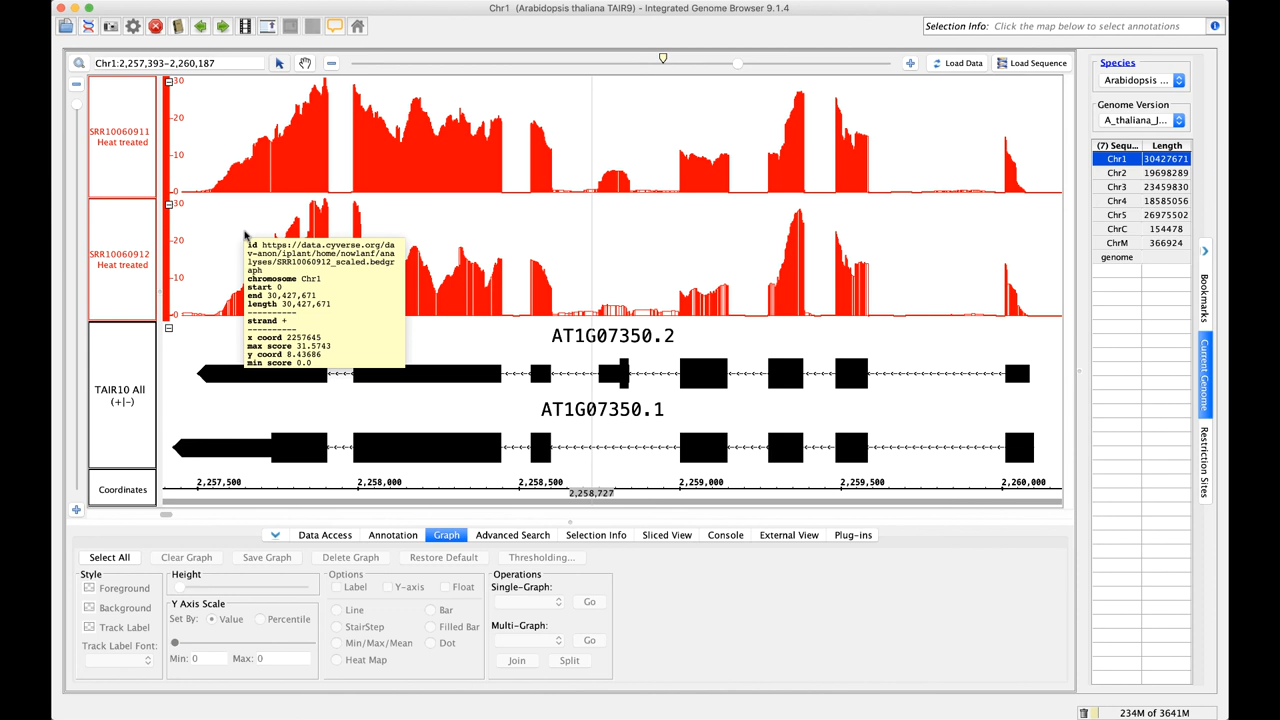 Chr1 (Arabidopsis thaliana TAIR9) - Integrated Genome Browser 9.1.4
Selection Info: Click the map below to select annotations
Chr1:2,257,393-2,260,187
Load Data
Load Sequence
30
20
10
0
SRR10060911
Heat treated
30
20
10
0
SRR10060912
Heat treated
id https://data.cyverse.org/da
v-anon/iplant/home/nowlanf/an
alyses/SRR10060912_scaled.bedgr
aph
chromosome Chr1
start 0
end 30,427,671
length 30,427,671
----------
strand +
----------
x coord 2257645
max score 31.5743
y coord 8.43686
min score 0.0
TAIR10 All
(+|-)
AT1G07350.2
AT1G07350.1
Coordinates
2,257,500
2,258,000
2,258,500
2,259,000
2,259,500
2,260,000
2,258,727
Species
Arabidopsis ...
Genome Version
A_thaliana_J...
(7) Sequ... Length
Chr1 30427671
Chr2 19698289
Chr3 23459830
Chr4 18585056
Chr5 26975502
ChrC 154478
ChrM 366924
genome
Bookmarks
Current Genome
Restriction Sites
Data Access
Annotation
Graph
Advanced Search
Selection Info
Sliced View
Console
External View
Plug-ins
Select All
Clear Graph
Save Graph
Delete Graph
Restore Default
Thresholding...
Style
Foreground
Background
Track Label
Track Label Font:
Height
Y Axis Scale
Set By: Value Percentile
Min: 0 Max: 0
Options
Label Y-axis Float
Line Bar
StairStep Filled Bar
Min/Max/Mean Dot
Heat Map
Operations
Single-Graph:
Go
Multi-Graph:
Go
Join Split
234M of 3641M